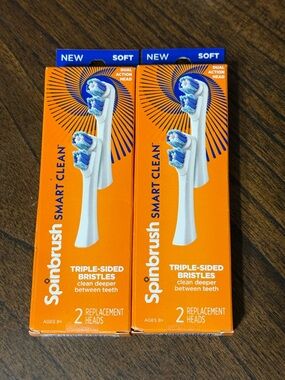 NEW SOFT
DUAL
ACTION
HEAD
Spinbrush SMART CLEAN™
TRIPLE-SIDED
BRISTLES
clean deeper
between teeth
AGES 8+
2 REPLACEMENT
HEADS
NEW SOFT
DUAL
ACTION
HEAD
Spinbrush SMART CLEAN™
TRIPLE-SIDED
BRISTLES
clean deeper
between teeth
AGES 8+
2 REPLACEMENT
HEADS